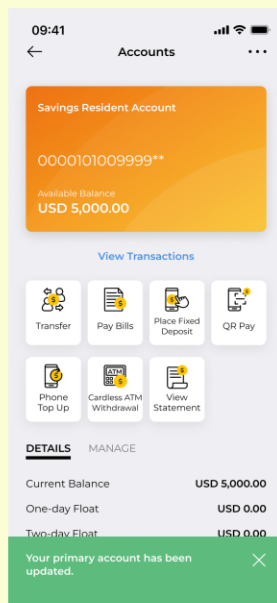 09:41
Accounts
Savings Resident Account
0000101009999**
Available Balance
USD 5,000.00
View Transactions
Transfer
Pay Bills
Place Fixed
Deposit
QR Pay
Phone
Top Up
ATM
Cardless ATM
Withdrawal
View
Statement
DETAILS MANAGE
Current Balance USD 5,000.00
One-day Float USD 0.00
Two-day Float USD 0.00
Your primary account has been
updated.